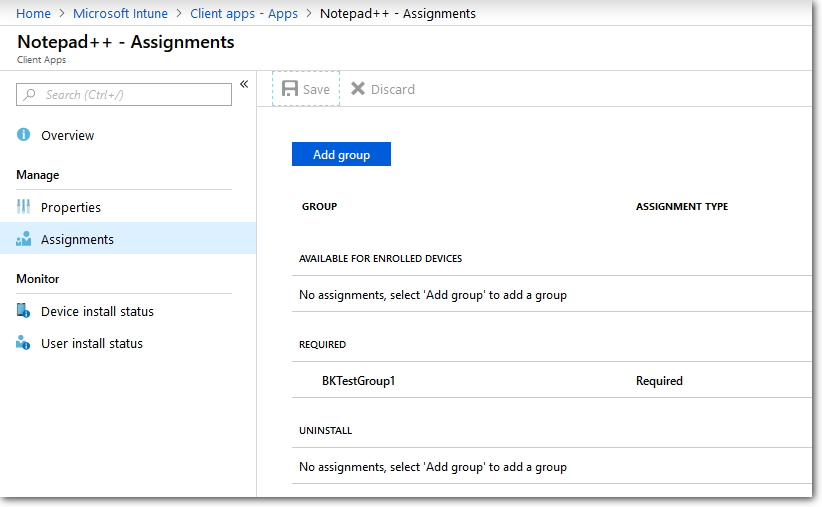 Home > Microsoft Intune > Client apps - Apps > Notepad++ - Assignments
Notepad++ - Assignments
Client Apps
Search (Ctrl+/)
«
Overview
Manage
Properties
Assignments
Monitor
Device install status
User install status
Save
Discard
Add group
GROUP ASSIGNMENT TYPE
AVAILABLE FOR ENROLLED DEVICES
No assignments, select 'Add group' to add a group
REQUIRED
BKTestGroup1 Required
UNINSTALL
No assignments, select 'Add group' to add a group